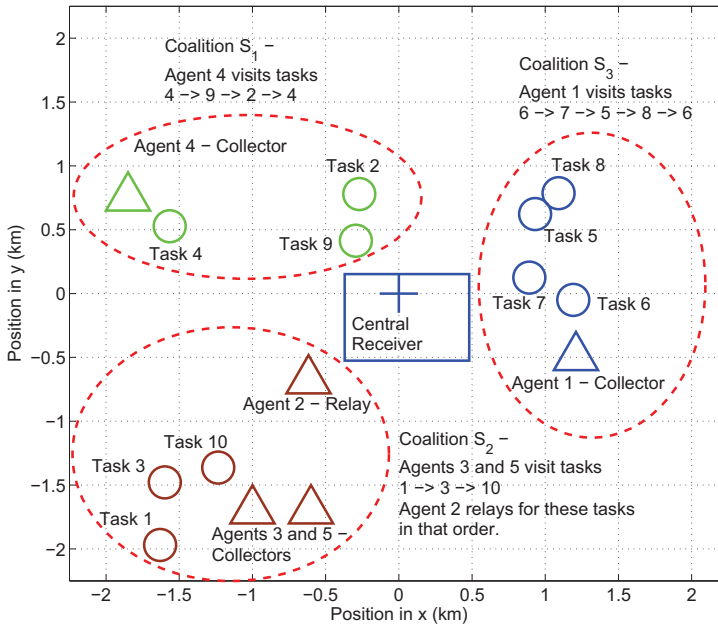 Coalition S1 –
Agent 4 visits tasks
4 –> 9 –> 2 –> 4
Coalition S3 –
Agent 1 visits tasks
6 –> 7 –> 5 –> 8 –> 6
Agent 4 – Collector
Task 2
Task 4
Task 9
Task 8
Task 5
Task 7
Task 6
Central
Receiver
Agent 1 – Collector
Agent 2 – Relay
Task 10
Task 3
Task 1
Agents 3 and 5 –
Collectors
Coalition S2 –
Agents 3 and 5 visit tasks
1 –> 3 –> 10
Agent 2 relays for these tasks
in that order.
2
1.5
1
0.5
0
−0.5
−1
−1.5
−2
Position in y (km)
−2
−1.5
−1
−0.5
0
0.5
1
1.5
2
Position in x (km)